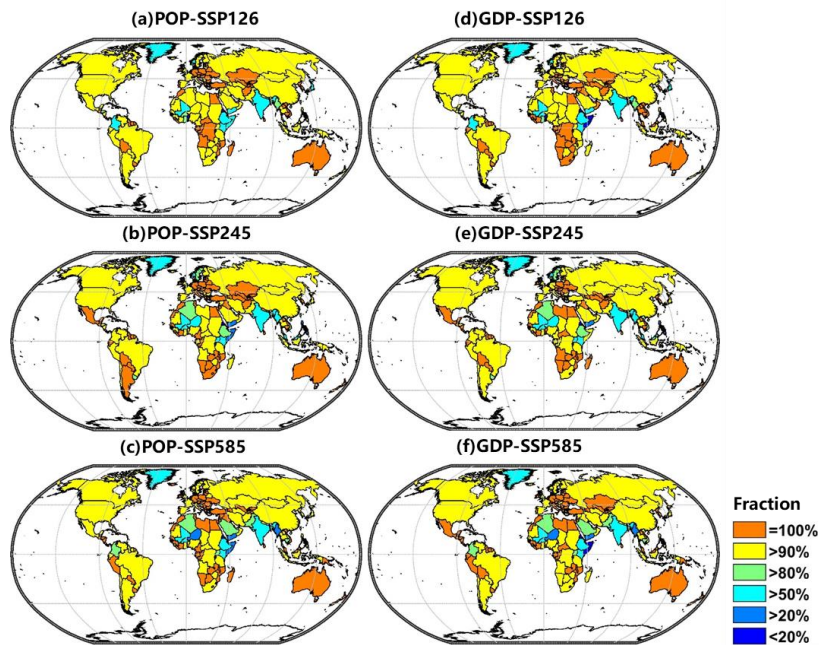 (a)POP-SSP126
(d)GDP-SSP126
(b)POP-SSP245
(e)GDP-SSP245
(c)POP-SSP585
(f)GDP-SSP585
Fraction
=100%
>90%
>80%
>50%
>20%
<20%